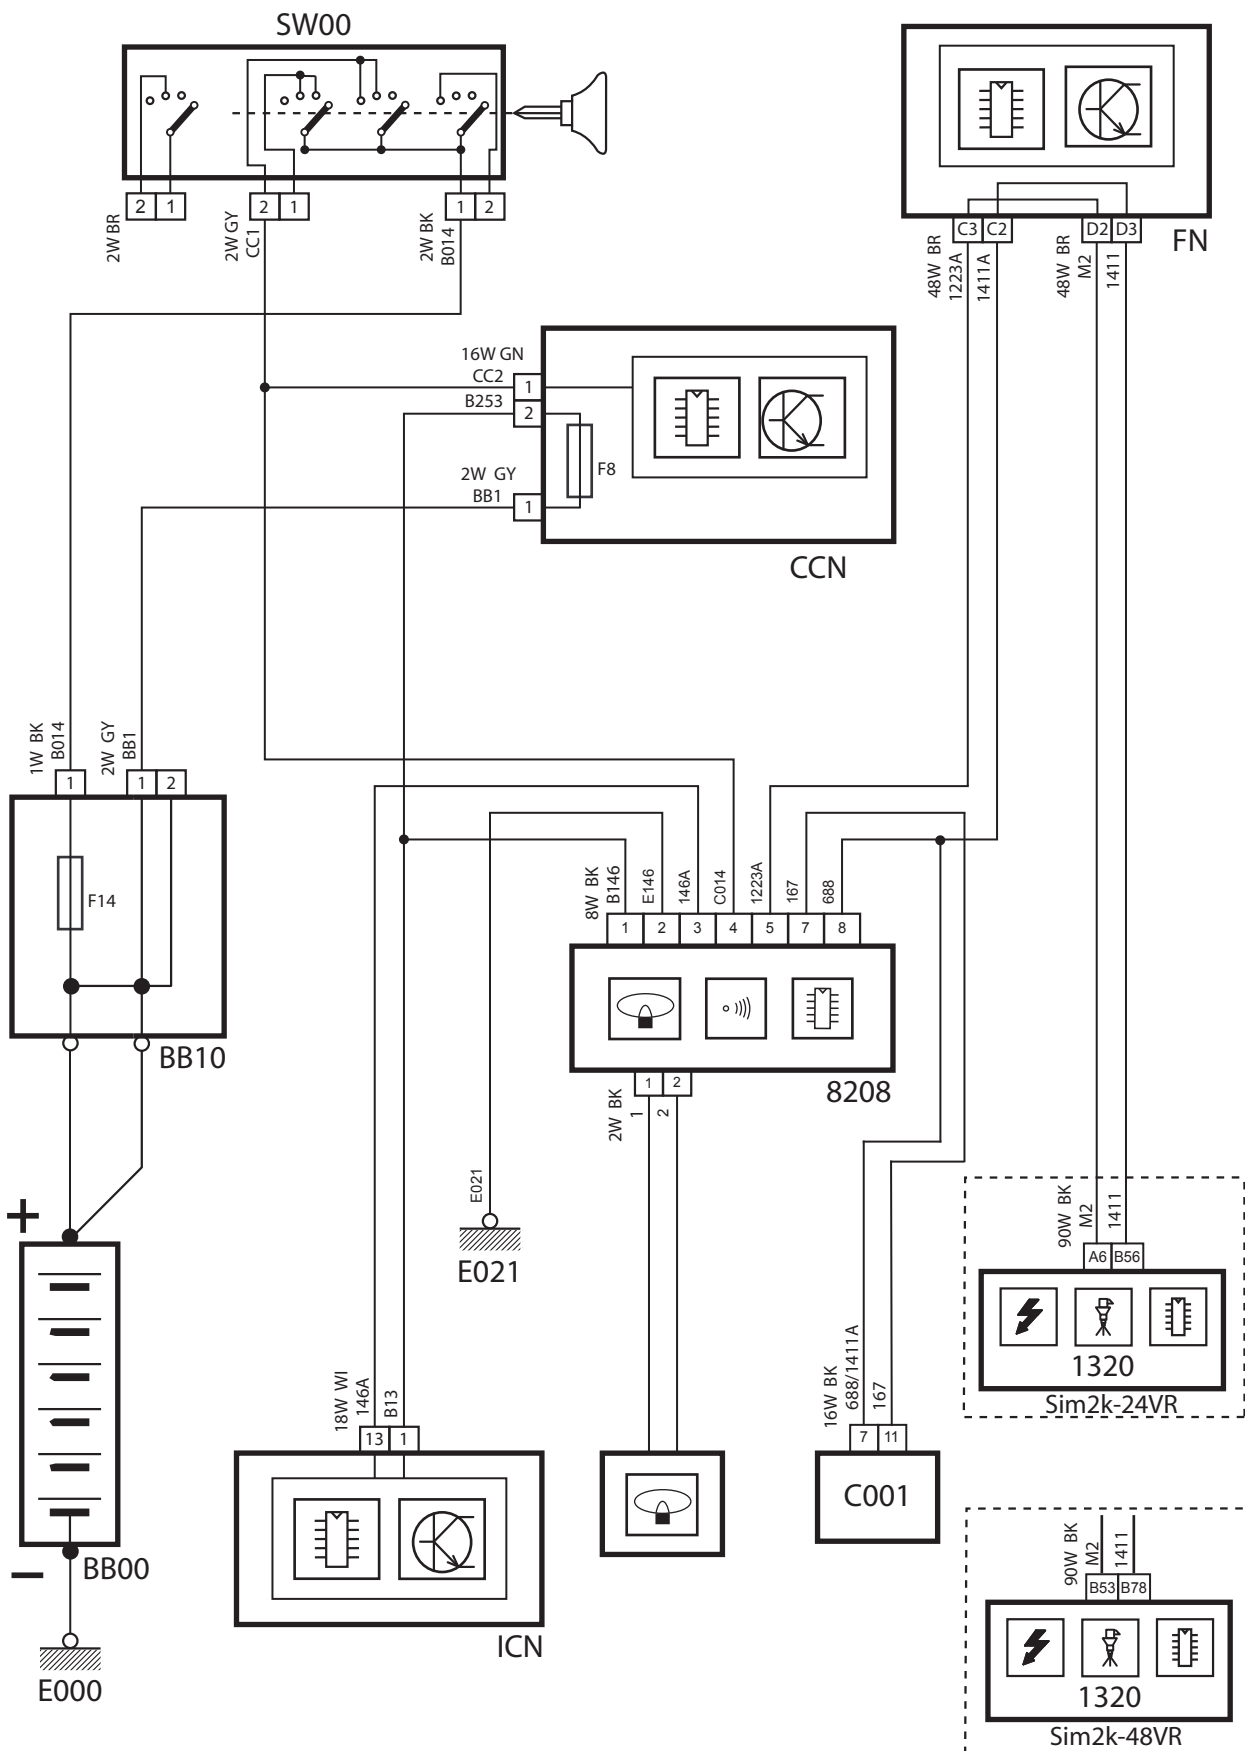 SW00
2 1
2 1
1 2
2W BR
2W GY
CC1
2W BK
B014
C3 C2 D2 D3
FN
48W BR
1223A
1411A
48W BR
M2
1411
16W GN
CC2
1
B253
2
F8
2W GY
BB1
1
CCN
1W BK
B014
2W GY
BB1
1 1 2
F14
BB10
8W BK
B146
E146
146A
C014
1223A
167
688
1 2 3 4 5 7 8
8208
1 2
2W BK
1
2
E021
E021
+
90W BK
M2
1411
A6 B56
1320
Sim2k-24VR
18W WI
146A
B13
13 1
ICN
16W BK
688/1411A
167
7 11
C001
–
BB00
E000
90W BK
M2
1411
B53 B78
1320
Sim2k-48VR